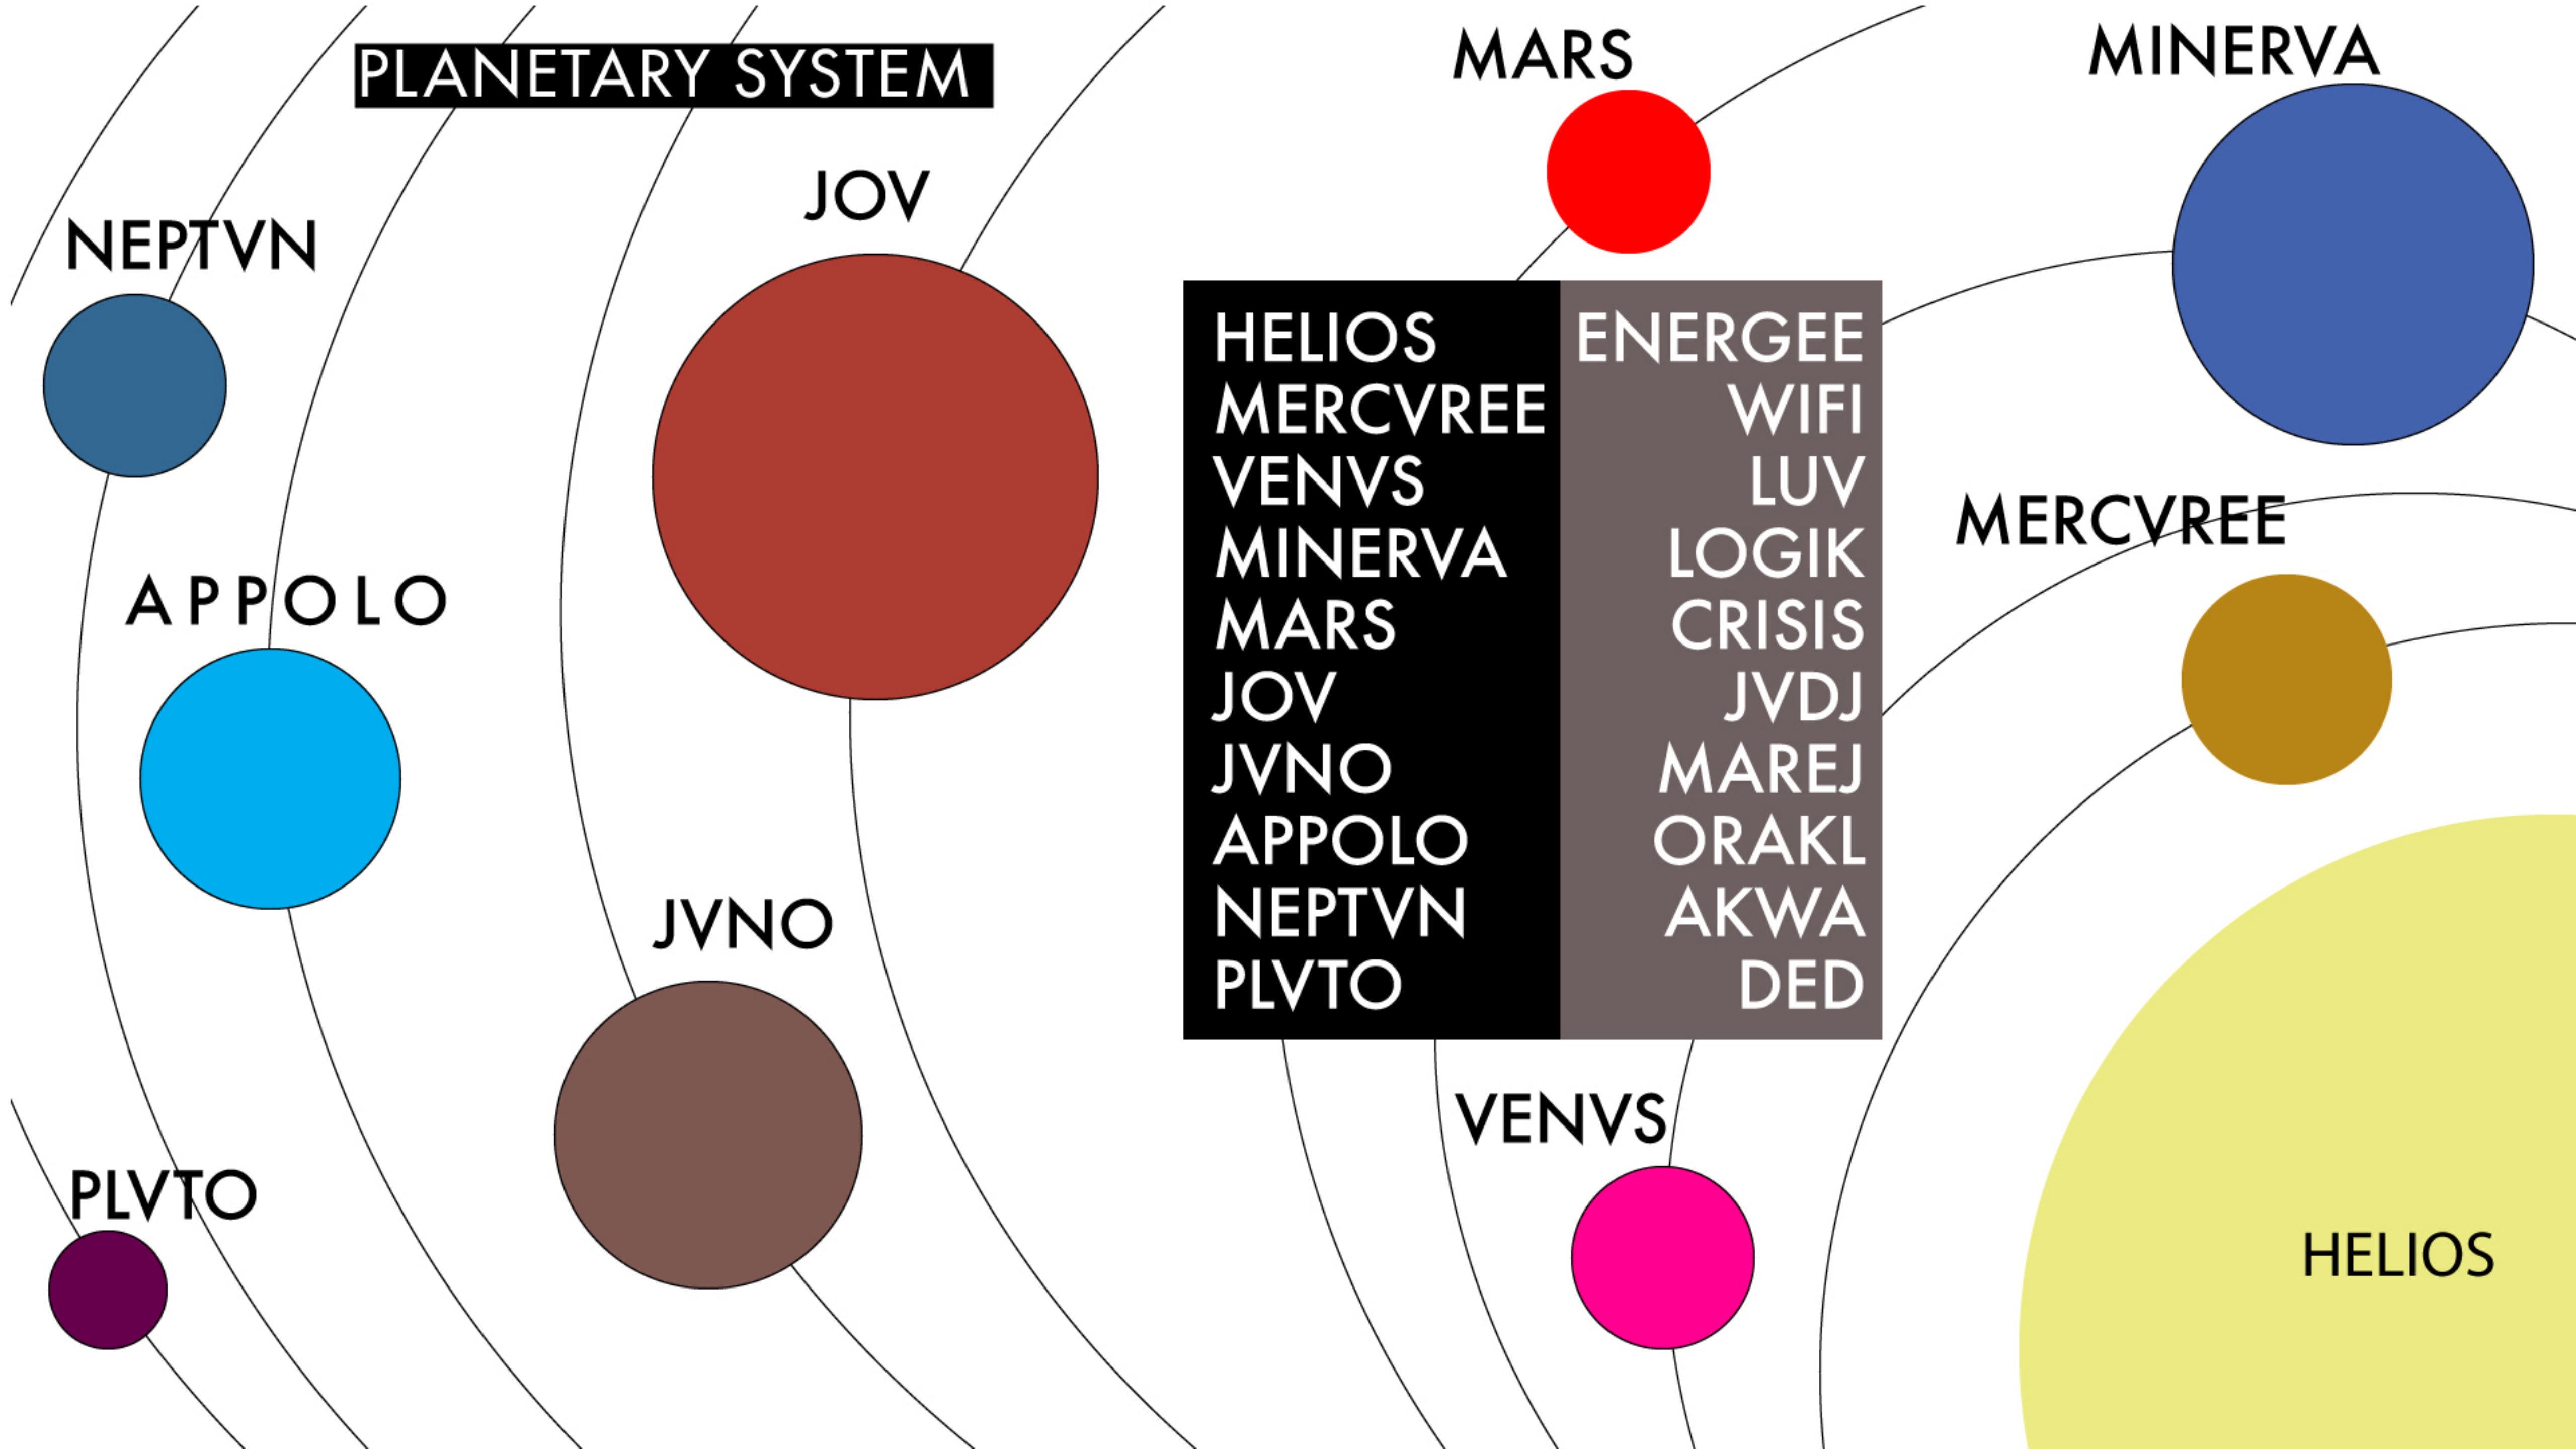 PLANETARY SYSTEM
MARS
MINERVA
JOV
NEPTVN
HELIOS ENERGEE
MERCVREE WIFI
VENVS LUV
MINERVA LOGIK
MARS CRISIS
JOV JVDJ
JVNO MAREJ
APPOLO ORAKL
NEPTVN AKWA
PLVTO DED
MERCVREE
APPOLO
JVNO
VENVS
PLVTO
HELIOS